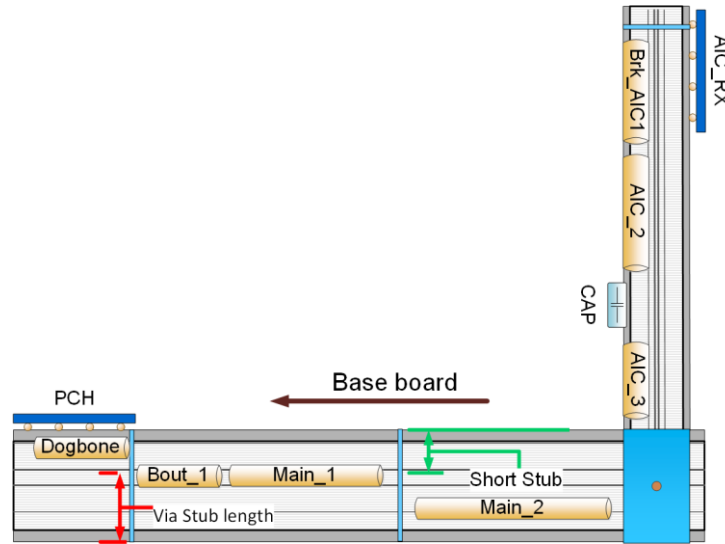 AIC_RX
Brk_AIC1
AIC_2
CAP
AIC_3
Base board
PCH
Dogbone
Bout_1
Main_1
Short Stub
Main_2
Via Stub length